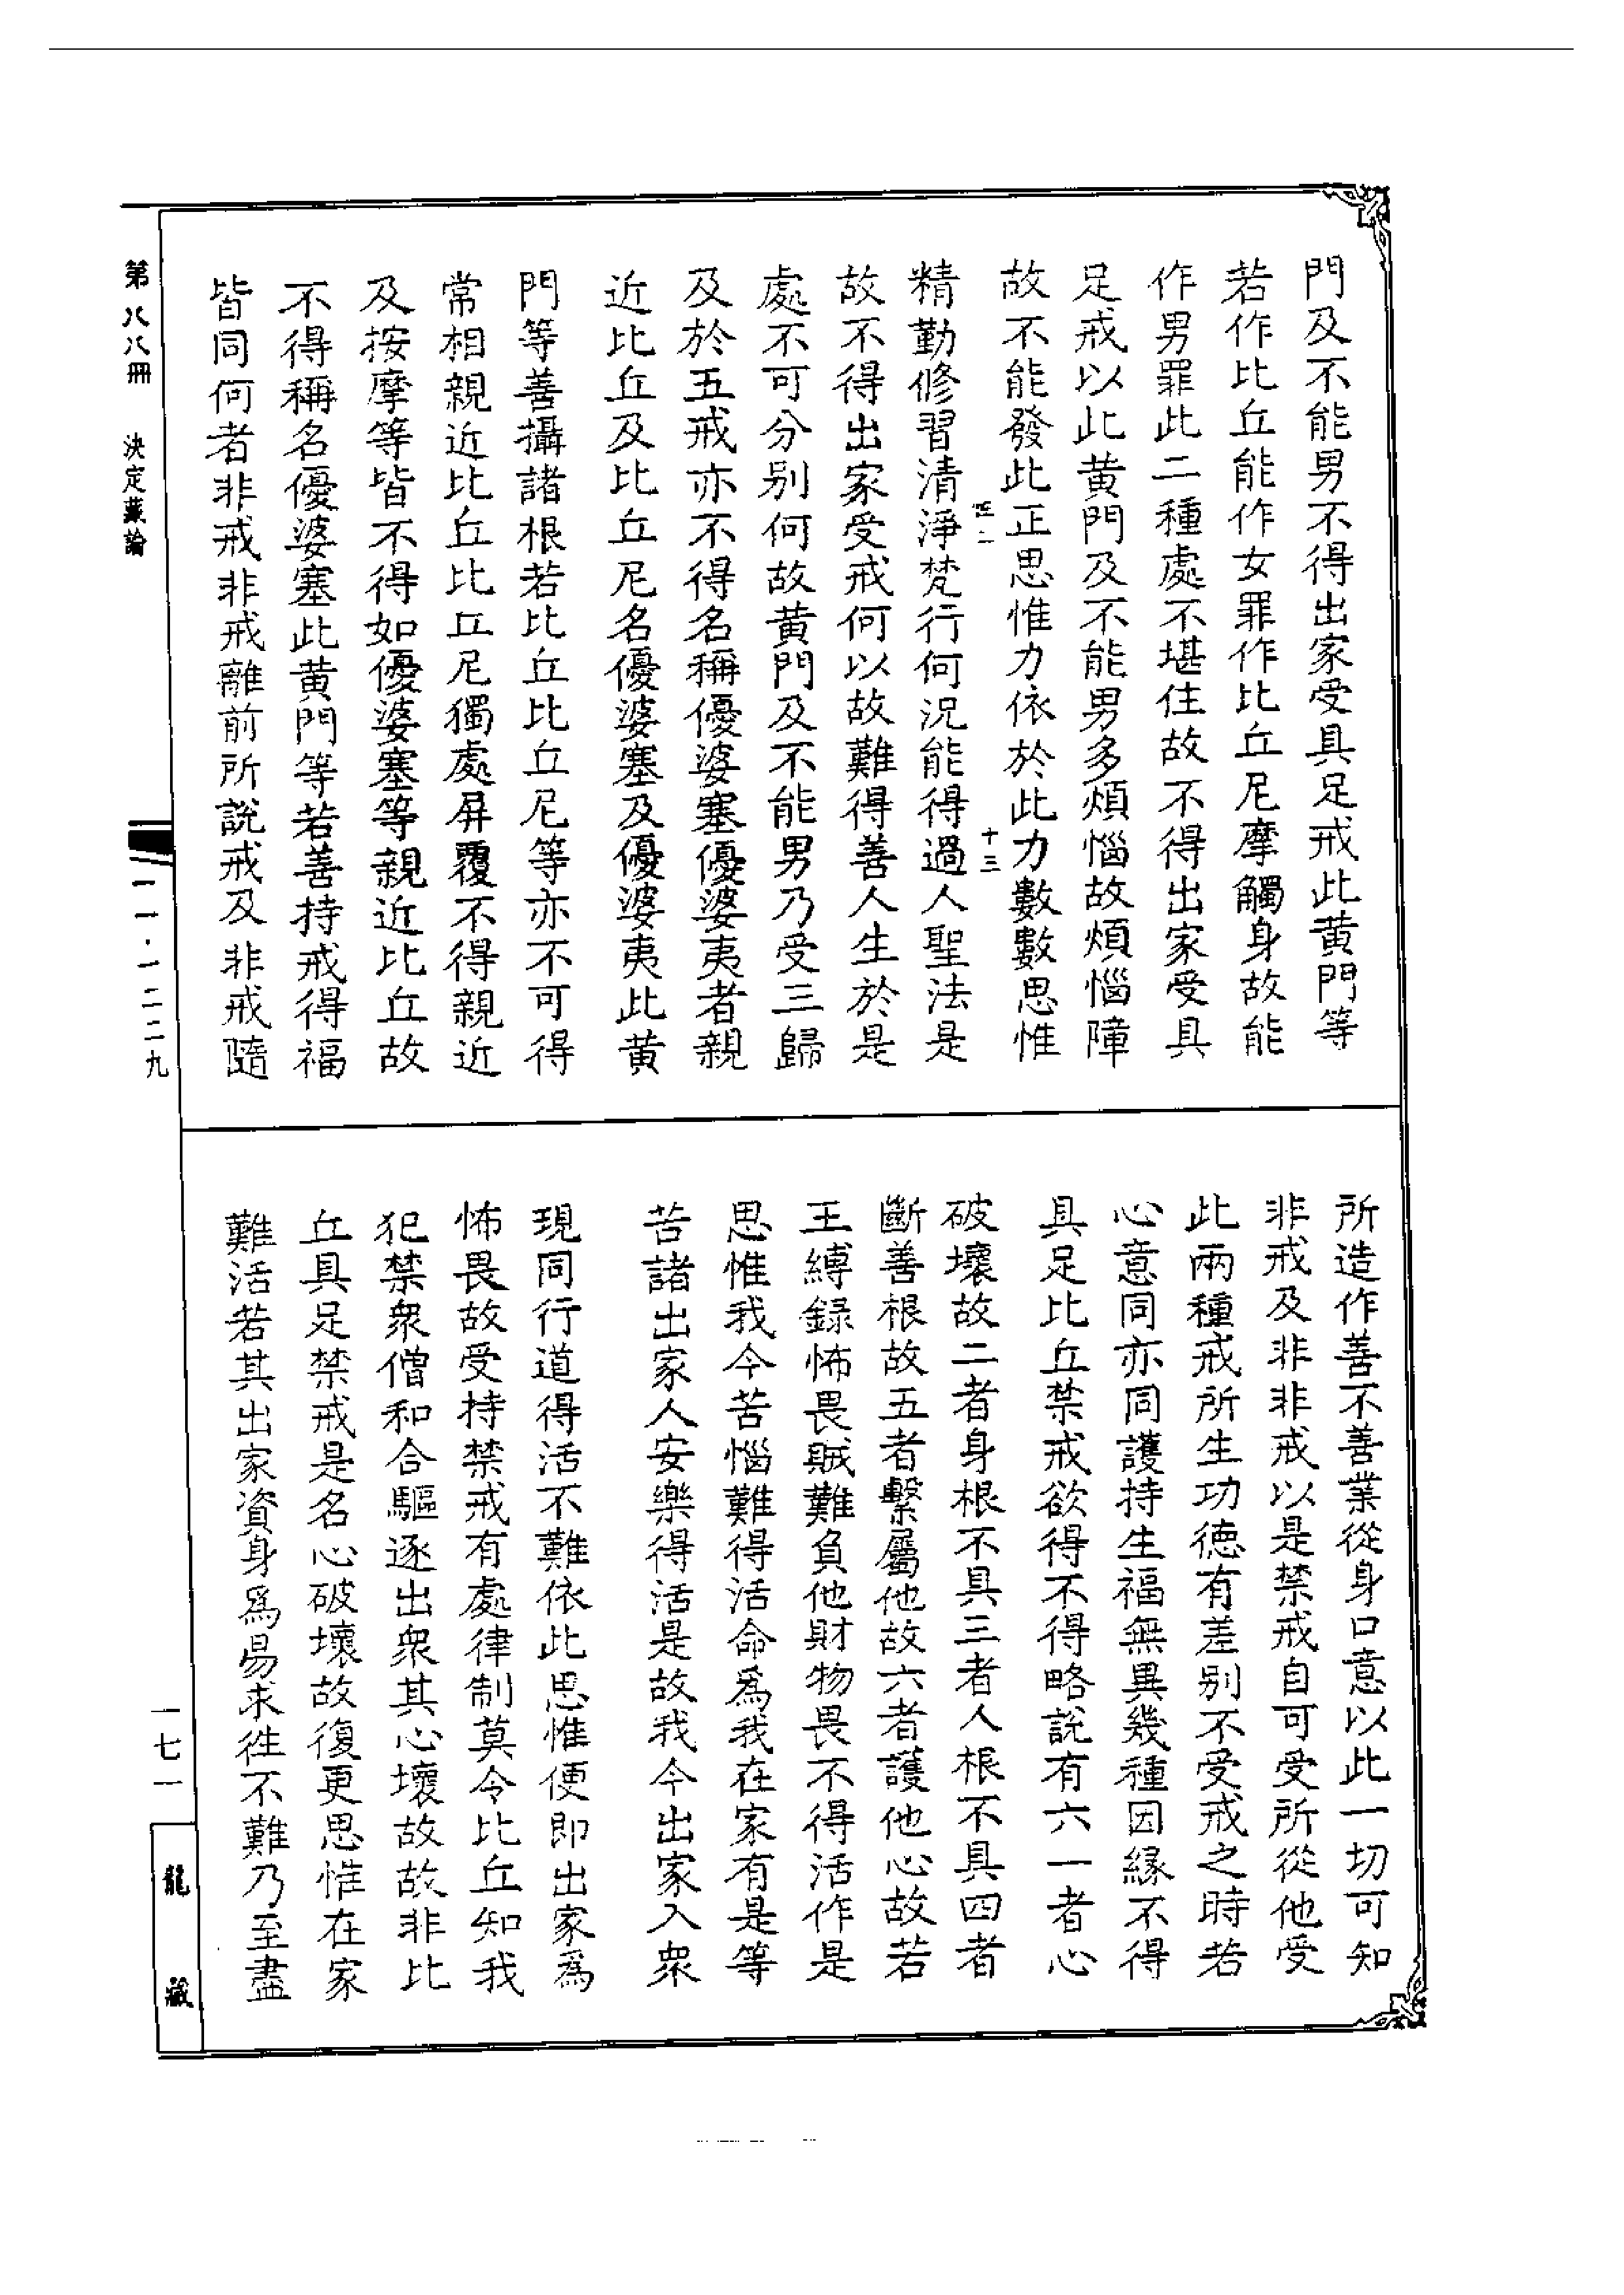 門及不能男不得出家受具足戒此黄門等
若作比丘能作女罪作比丘尼摩觸身故能
作男罪此二種處不堪住故不得出家受具
足戒以此黄門及不能男多煩惱故煩惱障
故不能發此正思惟力依於此力數數思惟
十三
精勤修習清淨梵行何況能得過人聖法是
故不得出家受戒何以故難得善人生於是
處不可分别何故黄門及不能男乃受三歸
及於五戒亦不得名稱優婆塞優婆夷者親
近比丘及比丘尼名優婆塞及優婆夷此黄
門等善攝諸根若比丘比丘尼等亦不可得
常相親近比丘比丘尼獨處屏覆不得親近
及按摩等皆不得如優婆塞等親近比丘故
不得稱名優婆塞此黄門等若善持戒得福
皆同何者非戒非戒離前所說戒及非戒隨
所造作善不善業從身口意以此一切可知
非戒及非非戒以是禁戒自可受所從他受
此兩種戒所生功德有差别不受戒之時若
心意同亦同護持生福無異幾種因緣不得
具足比丘禁戒欲得不得略說有六一者心
破壞故二者身根不具三者人根不具四者
斷善根故五者繫屬他故六者護他心故若
王縛録怖畏賊難負他財物畏不得活作是
思惟我今苦惱難得活命爲我在家有是等
苦諸出家人安樂得活是故我今出家入衆
現同行道得活不難依此思惟便即出家爲
怖畏故受持禁戒有處律制莫令比丘知我
犯禁衆僧和合驅逐出衆其心壞故故非比
丘具足禁戒是名心破壞故復更思惟在家
難活若其出家資身爲易求徃不難乃至盡
第八八冊 決定藏論
一一·一二二九
一七一
龍藏